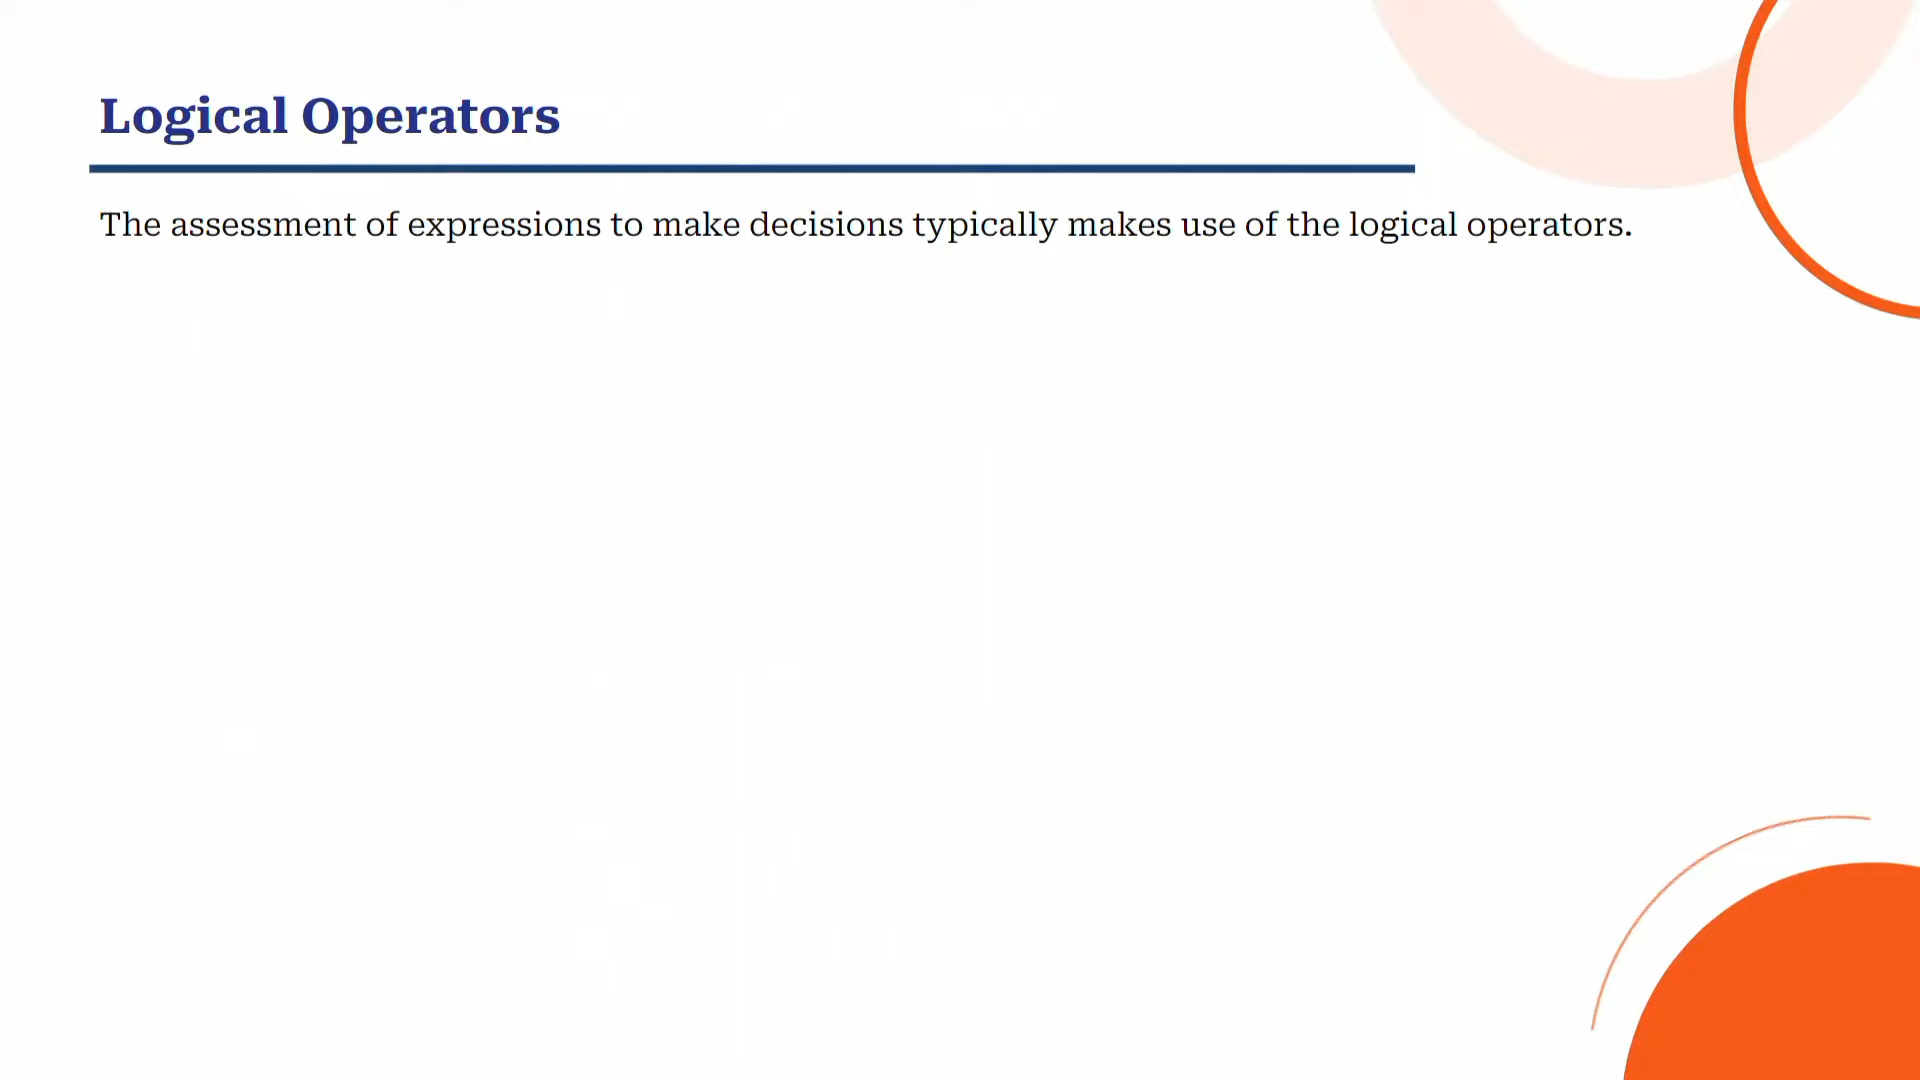 Logical Operators
The assessment of expressions to make decisions typically makes use of the logical operators.